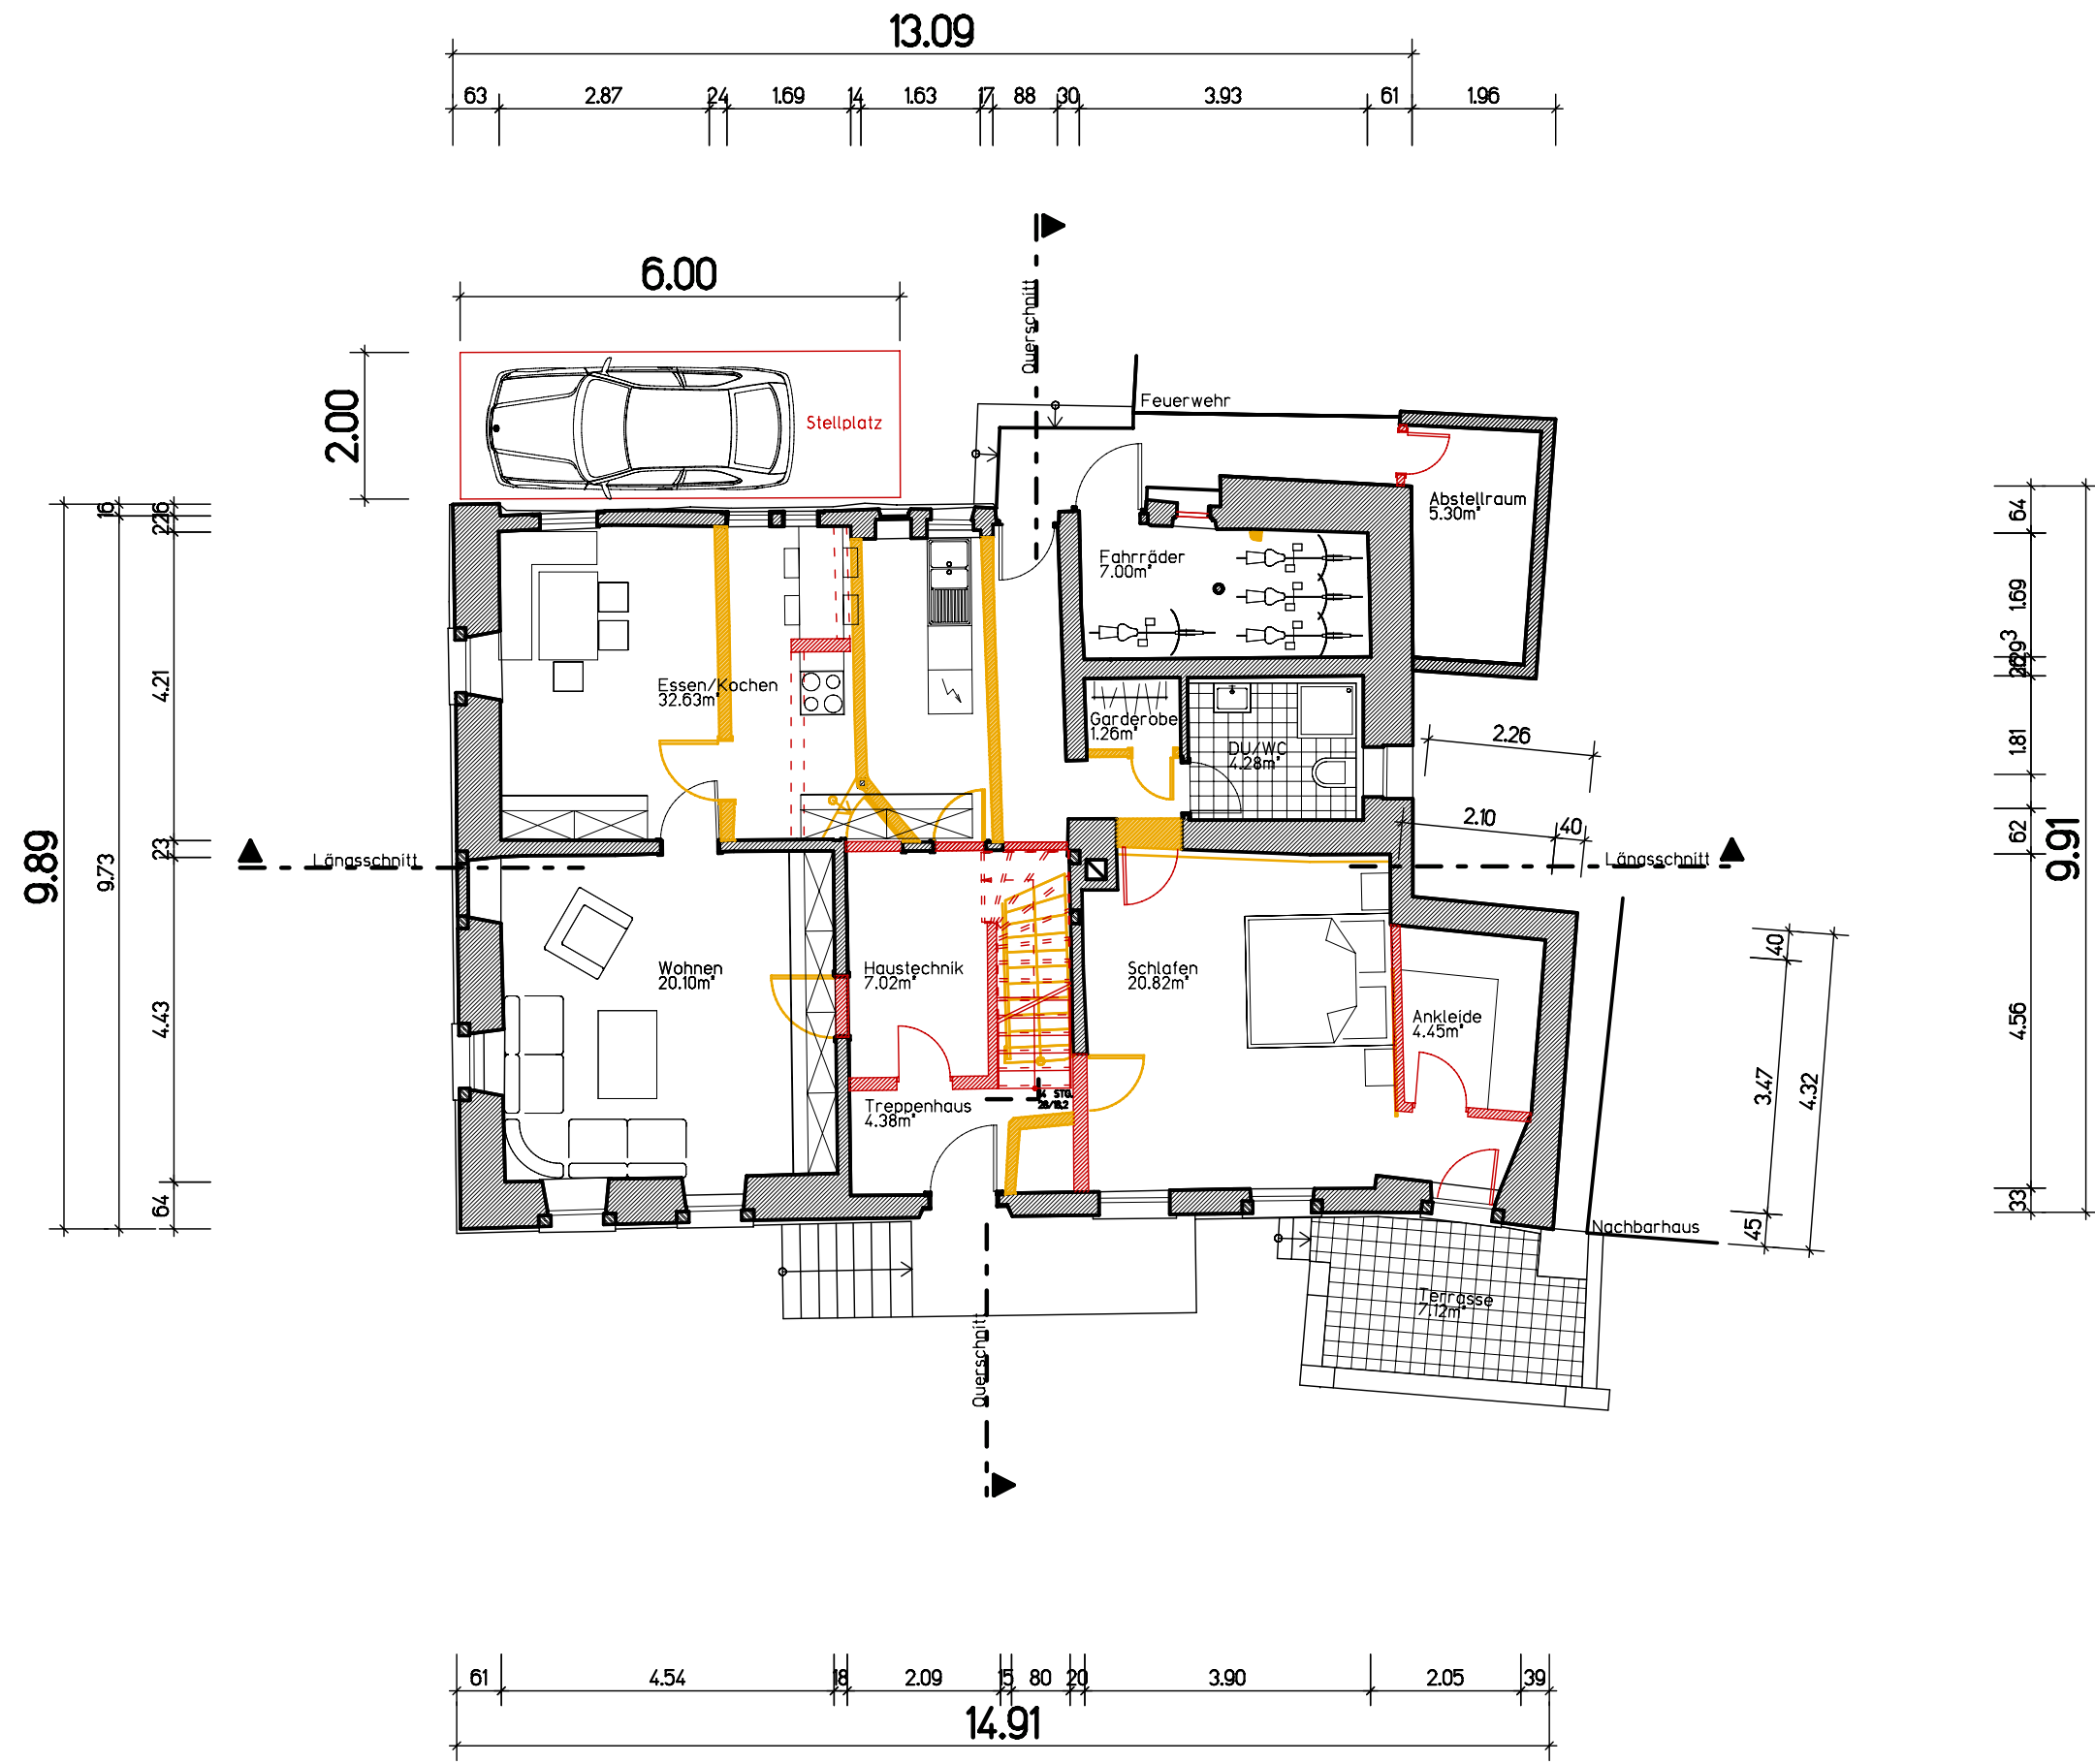 13.09
63 2.87 24 1.69 14 1.63 17 88 30 3.93 61 1.96
6.00
Querschnitt
2.00
Stellplatz
Feuerwehr
Abstellraum
5.30m²
Fahrräder
7.00m²
Essen/Kochen
32.63m²
Garderobe
1.26m²
DU/WC
4.28m²
2.26
2.10 40
Längsschnitt
Längsschnitt
Wohnen
20.10m²
Haustechnik
7.02m²
Schlafen
20.82m²
Ankleide
4.45m²
Treppenhaus
4.38m²
14 STG.
28/18,2
Nachbarhaus
Terrasse
7.12m²
Querschnitt
9.89
16 9.73
4.21 23 4.43 64
64 1.69 1.81 62 4.56 33
9.91
40 3.47 45
4.32
61 4.54 18 2.09 15 80 20 3.90 2.05 39
14.91